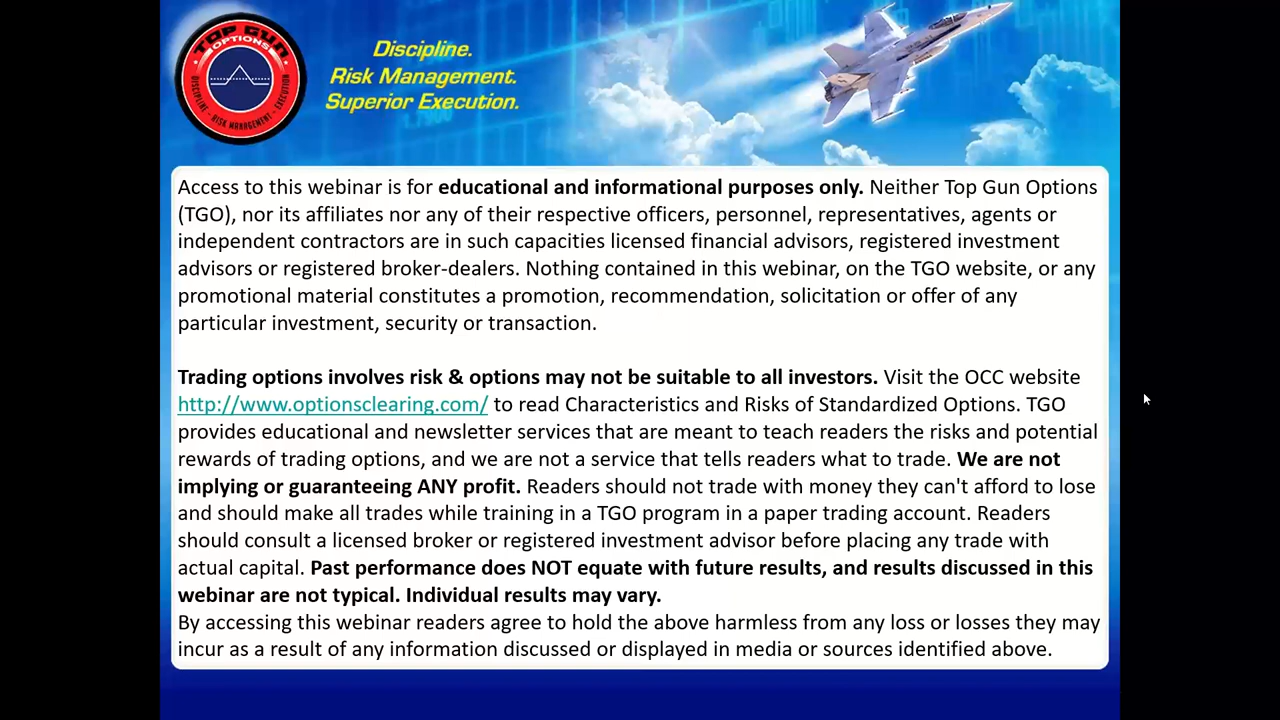 TOP GUN
OPTIONS
DISCIPLINE - RISK MANAGEMENT - EXECUTION
Discipline.
Risk Management.
Superior Execution.
Access to this webinar is for educational and informational purposes only. Neither Top Gun Options
(TGO), nor its affiliates nor any of their respective officers, personnel, representatives, agents or
independent contractors are in such capacities licensed financial advisors, registered investment
advisors or registered broker-dealers. Nothing contained in this webinar, on the TGO website, or any
promotional material constitutes a promotion, recommendation, solicitation or offer of any
particular investment, security or transaction.
Trading options involves risk & options may not be suitable to all investors. Visit the OCC website
http://www.optionsclearing.com/ to read Characteristics and Risks of Standardized Options. TGO
provides educational and newsletter services that are meant to teach readers the risks and potential
rewards of trading options, and we are not a service that tells readers what to trade. We are not
implying or guaranteeing ANY profit. Readers should not trade with money they can't afford to lose
and should make all trades while training in a TGO program in a paper trading account. Readers
should consult a licensed broker or registered investment advisor before placing any trade with
actual capital. Past performance does NOT equate with future results, and results discussed in this
webinar are not typical. Individual results may vary.
By accessing this webinar readers agree to hold the above harmless from any loss or losses they may
incur as a result of any information discussed or displayed in media or sources identified above.